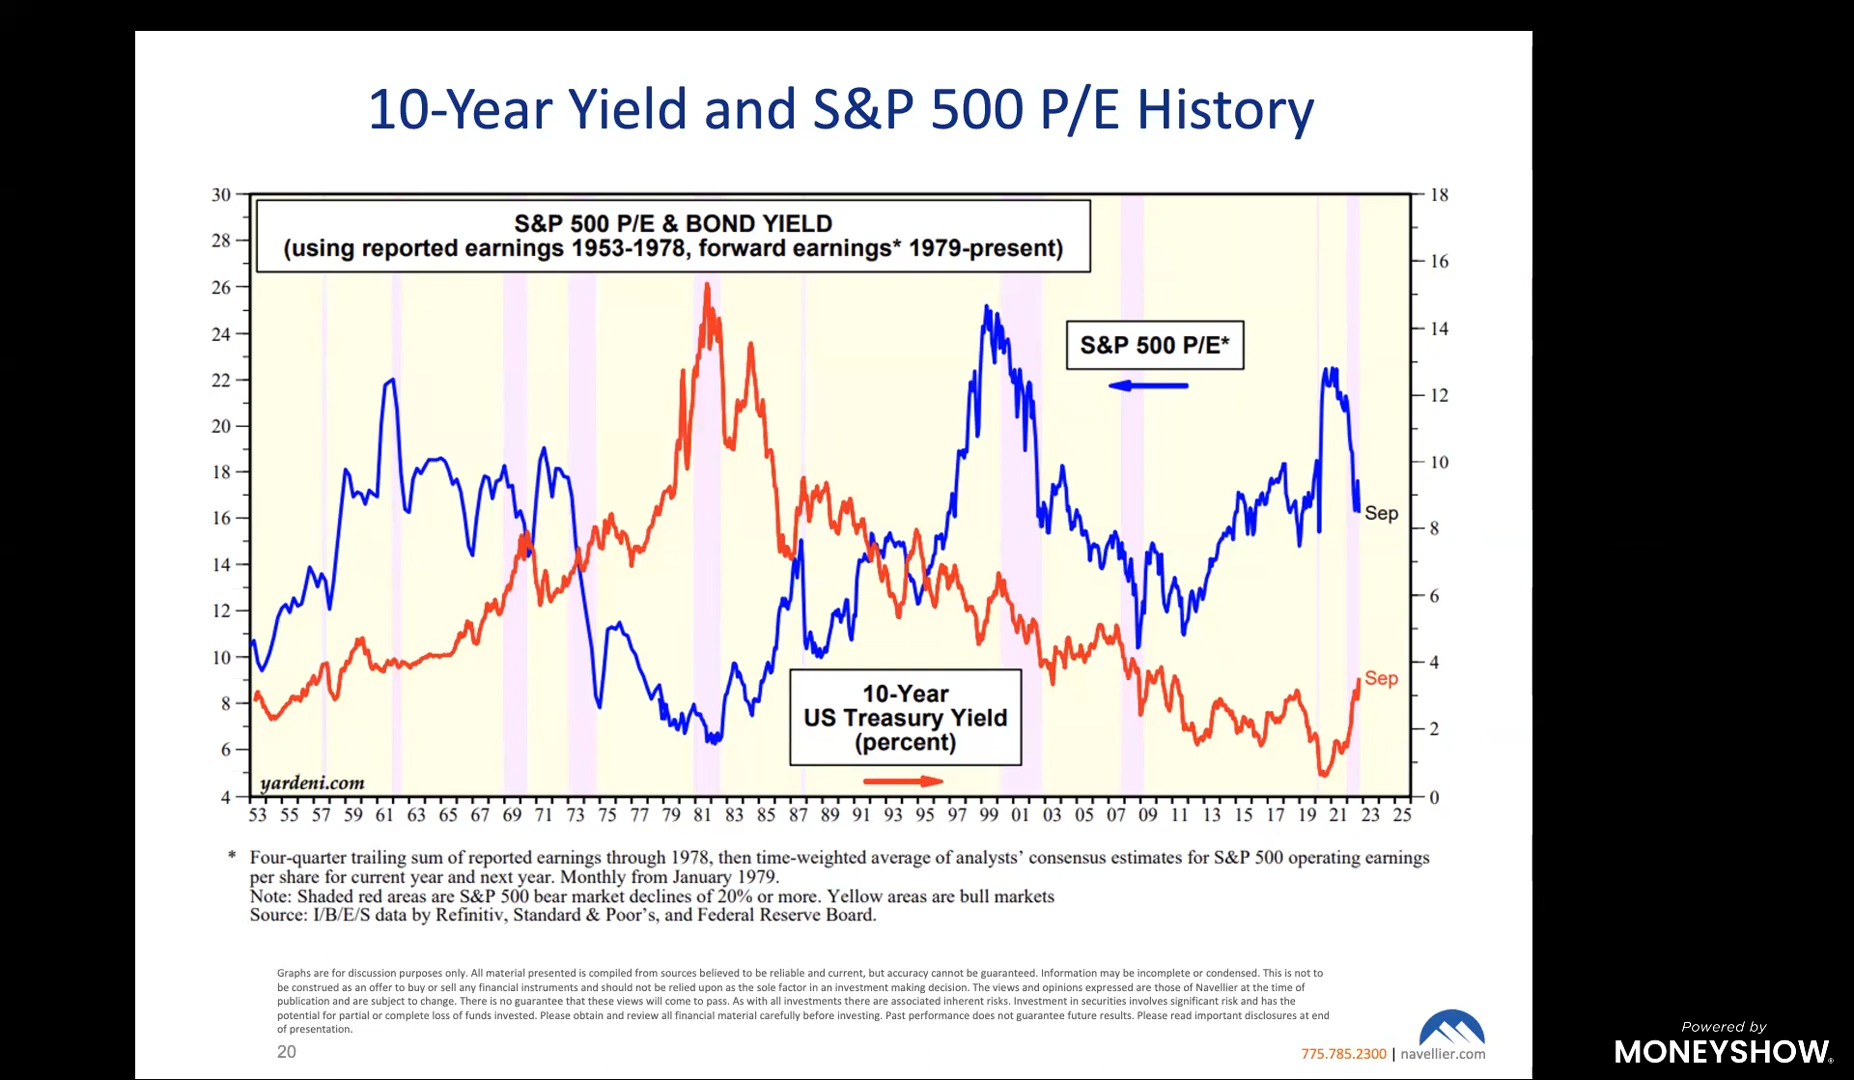 10-Year Yield and S&P 500 P/E History
30
28
26
24
22
20
18
16
14
12
10
8
6
4
18
16
14
12
10
8
6
4
2
0
S&P 500 P/E & BOND YIELD
(using reported earnings 1953-1978, forward earnings* 1979-present)
S&P 500 P/E*
Sep
Sep
10-Year
US Treasury Yield
(percent)
yardeni.com
53 55 57 59 61 63 65 67 69 71 73 75 77 79 81 83 85 87 89 91 93 95 97 99 01 03 05 07 09 11 13 15 17 19 21 23 25
* Four-quarter trailing sum of reported earnings through 1978, then time-weighted average of analysts’ consensus estimates for S&P 500 operating earnings
per share for current year and next year. Monthly from January 1979.
Note: Shaded red areas are S&P 500 bear market declines of 20% or more. Yellow areas are bull markets
Source: I/B/E/S data by Refinitiv, Standard & Poor’s, and Federal Reserve Board.
Graphs are for discussion purposes only. All material presented is compiled from sources believed to be reliable and current, but accuracy cannot be guaranteed. Information may be incomplete or condensed. This is not to
be construed as an offer to buy or sell any financial instruments and should not be relied upon as the sole factor in an investment making decision. The views and opinions expressed are those of Navellier at the time of
publication and are subject to change. There is no guarantee that these views will come to pass. As with all investments there are associated inherent risks. Investment in securities involves significant risk and has the
potential for partial or complete loss of funds invested. Please obtain and review all financial material carefully before investing. Past performance does not guarantee future results. Please read important disclosures at end
of presentation.
20
775.785.2300 | navellier.com
Powered by
MONEYSHOW.